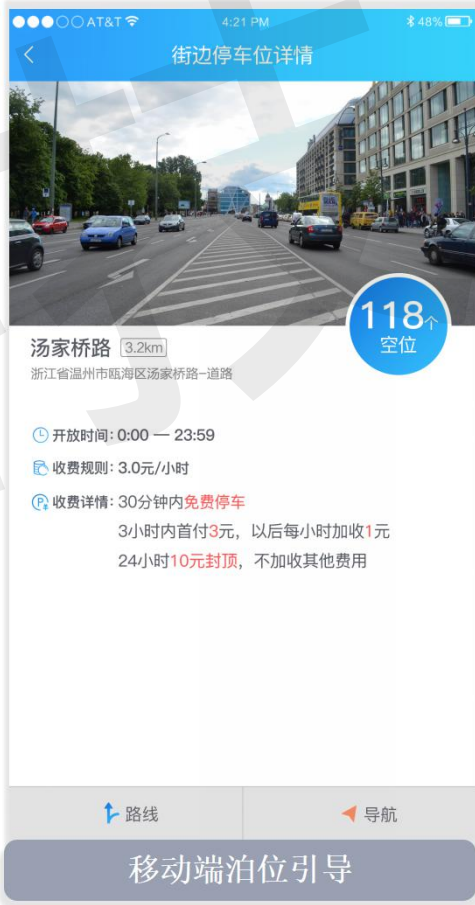 AT&T 4:21 PM 48%
街边停车位详情
118个
空位
汤家桥路 3.2km
浙江省温州市瓯海区汤家桥路-道路
开放时间: 0:00 — 23:59
收费规则: 3.0元/小时
收费详情: 30分钟内免费停车
3小时内首付3元，以后每小时加收1元
24小时10元封顶，不加收其他费用
路线 导航
移动端泊位引导